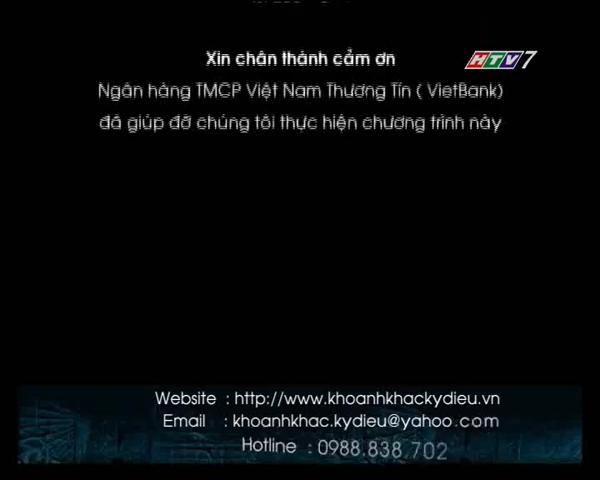 Xin chân thành cảm ơn
HTV7
Ngân hàng TMCP Việt Nam Thương Tín ( VietBank)
đã giúp đỡ chúng tôi thực hiện chương trình này
Website : http://www.khoanhkhackydieu.vn
Email : khoanhkhac.kydieu@yahoo.com
Hotline : 0988.838.702